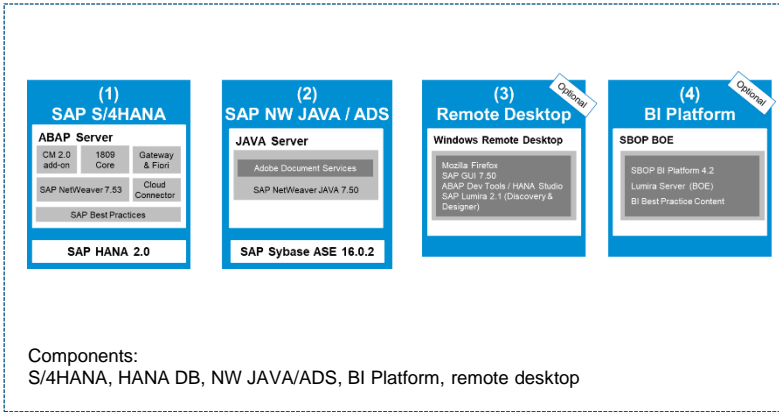 (1)
SAP S/4HANA
ABAP Server
CM 2.0
add-on
1809
Core
Gateway
& Fiori
SAP NetWeaver 7.53
Cloud
Connector
SAP Best Practices
SAP HANA 2.0
(2)
SAP NW JAVA / ADS
JAVA Server
Adobe Document Services
SAP NetWeaver JAVA 7.50
SAP Sybase ASE 16.0.2
(3)
Remote Desktop
Optional
Windows Remote Desktop
Mozilla Firefox
SAP GUI 7.50
ABAP Dev Tools / HANA Studio
SAP Lumira 2.1 (Discovery &
Designer)
(4)
BI Platform
Optional
SBOP BOE
SBOP BI Platform 4.2
Lumira Server (BOE)
BI Best Practice Content
Components:
S/4HANA, HANA DB, NW JAVA/ADS, BI Platform, remote desktop